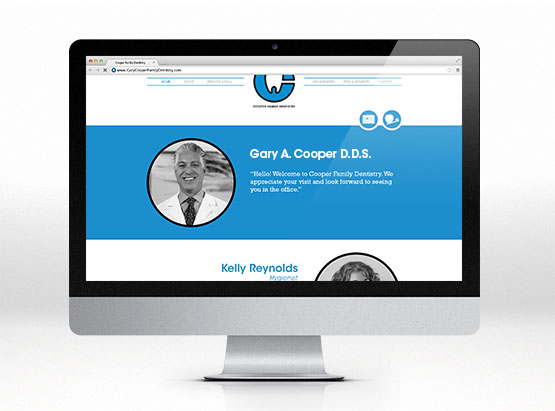 Cooper Family Dentistry
www.GaryCooperFamilyDentistry.com
HOME
COOPER FAMILY DENTISTRY
Gary A. Cooper D.D.S.
“Hello! Welcome to Cooper Family Dentistry. We
appreciate your visit and look forward to seeing
you in the office.”
Kelly Reynolds
Hygienist